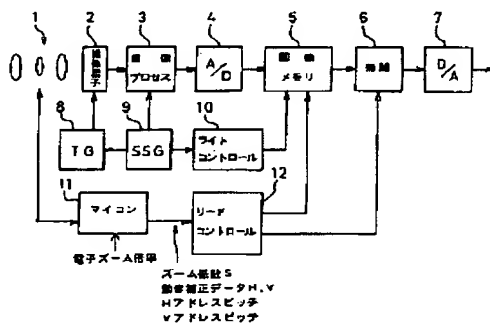 1
2
3
4
5
6
7
撮像素子
画像
プロセス
A/D
画像
メモリ
補間
D/A
8
9
10
TG
SSG
ライト
コントロール
11
12
マイコン
リード
コントロール
電子ズーム倍率
ズーム係数S
動き補正データH,V
Hアドレスピッチ
Vアドレスピッチ